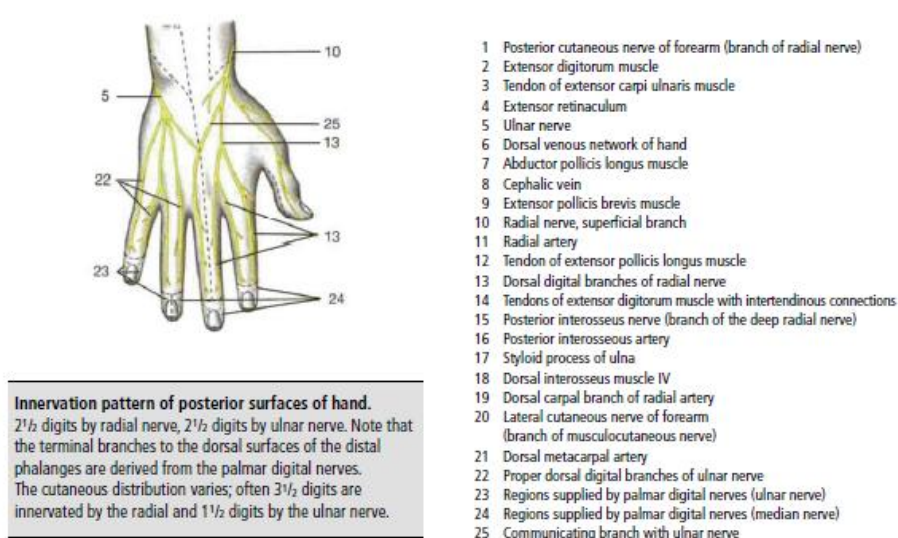 10
5
25
13
22
13
23
24
Innervation pattern of posterior surfaces of hand.
2¹/₂ digits by radial nerve, 2¹/₂ digits by ulnar nerve. Note that
the terminal branches to the dorsal surfaces of the distal
phalanges are derived from the palmar digital nerves.
The cutaneous distribution varies; often 3¹/₂ digits are
innervated by the radial and 1¹/₂ digits by the ulnar nerve.
1 Posterior cutaneous nerve of forearm (branch of radial nerve)
2 Extensor digitorum muscle
3 Tendon of extensor carpi ulnaris muscle
4 Extensor retinaculum
5 Ulnar nerve
6 Dorsal venous network of hand
7 Abductor pollicis longus muscle
8 Cephalic vein
9 Extensor pollicis brevis muscle
10 Radial nerve, superficial branch
11 Radial artery
12 Tendon of extensor pollicis longus muscle
13 Dorsal digital branches of radial nerve
14 Tendons of extensor digitorum muscle with intertendinous connections
15 Posterior interosseus nerve (branch of the deep radial nerve)
16 Posterior interosseous artery
17 Styloid process of ulna
18 Dorsal interosseus muscle IV
19 Dorsal carpal branch of radial artery
20 Lateral cutaneous nerve of forearm
(branch of musculocutaneous nerve)
21 Dorsal metacarpal artery
22 Proper dorsal digital branches of ulnar nerve
23 Regions supplied by palmar digital nerves (ulnar nerve)
24 Regions supplied by palmar digital nerves (median nerve)
25 Communicating branch with ulnar nerve